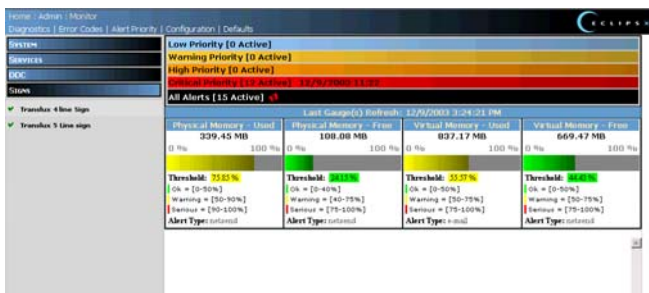 Home : Admin : Monitor
Diagnostics | Error Codes | Alert Priority | Configuration | Defaults
ECLIPSE
SYSTEM
SERVICES
DDC
SIGNS
Translux 4 line Sign
Translux 5 Line sign
Low Priority [0 Active]
Warning Priority [0 Active]
High Priority [0 Active]
Critical Priority [12 Active] 12/9/2003 11:22
All Alerts [15 Active]
Last Gauge(s) Refresh: 12/9/2003 3:24:21 PM
Physical Memory - Used
339.45 MB
0 % 100 %
Threshold: 75.85 %
Ok = [0-50%]
Warning = [50-90%]
Serious = [90-100%]
Alert Type: netsend
Physical Memory - Free
108.08 MB
0 % 100 %
Threshold: 24.15 %
Ok = [0-40%]
Warning = [40-75%]
Serious = [75-100%]
Alert Type: netsend
Virtual Memory - Used
837.17 MB
0 % 100 %
Threshold: 55.57 %
Ok = [0-50%]
Warning = [50-75%]
Serious = [75-100%]
Alert Type: e-mail
Virtual Memory - Free
669.47 MB
0 % 100 %
Threshold: 44.43 %
Ok = [0-50%]
Warning = [50-75%]
Serious = [75-100%]
Alert Type: netsend